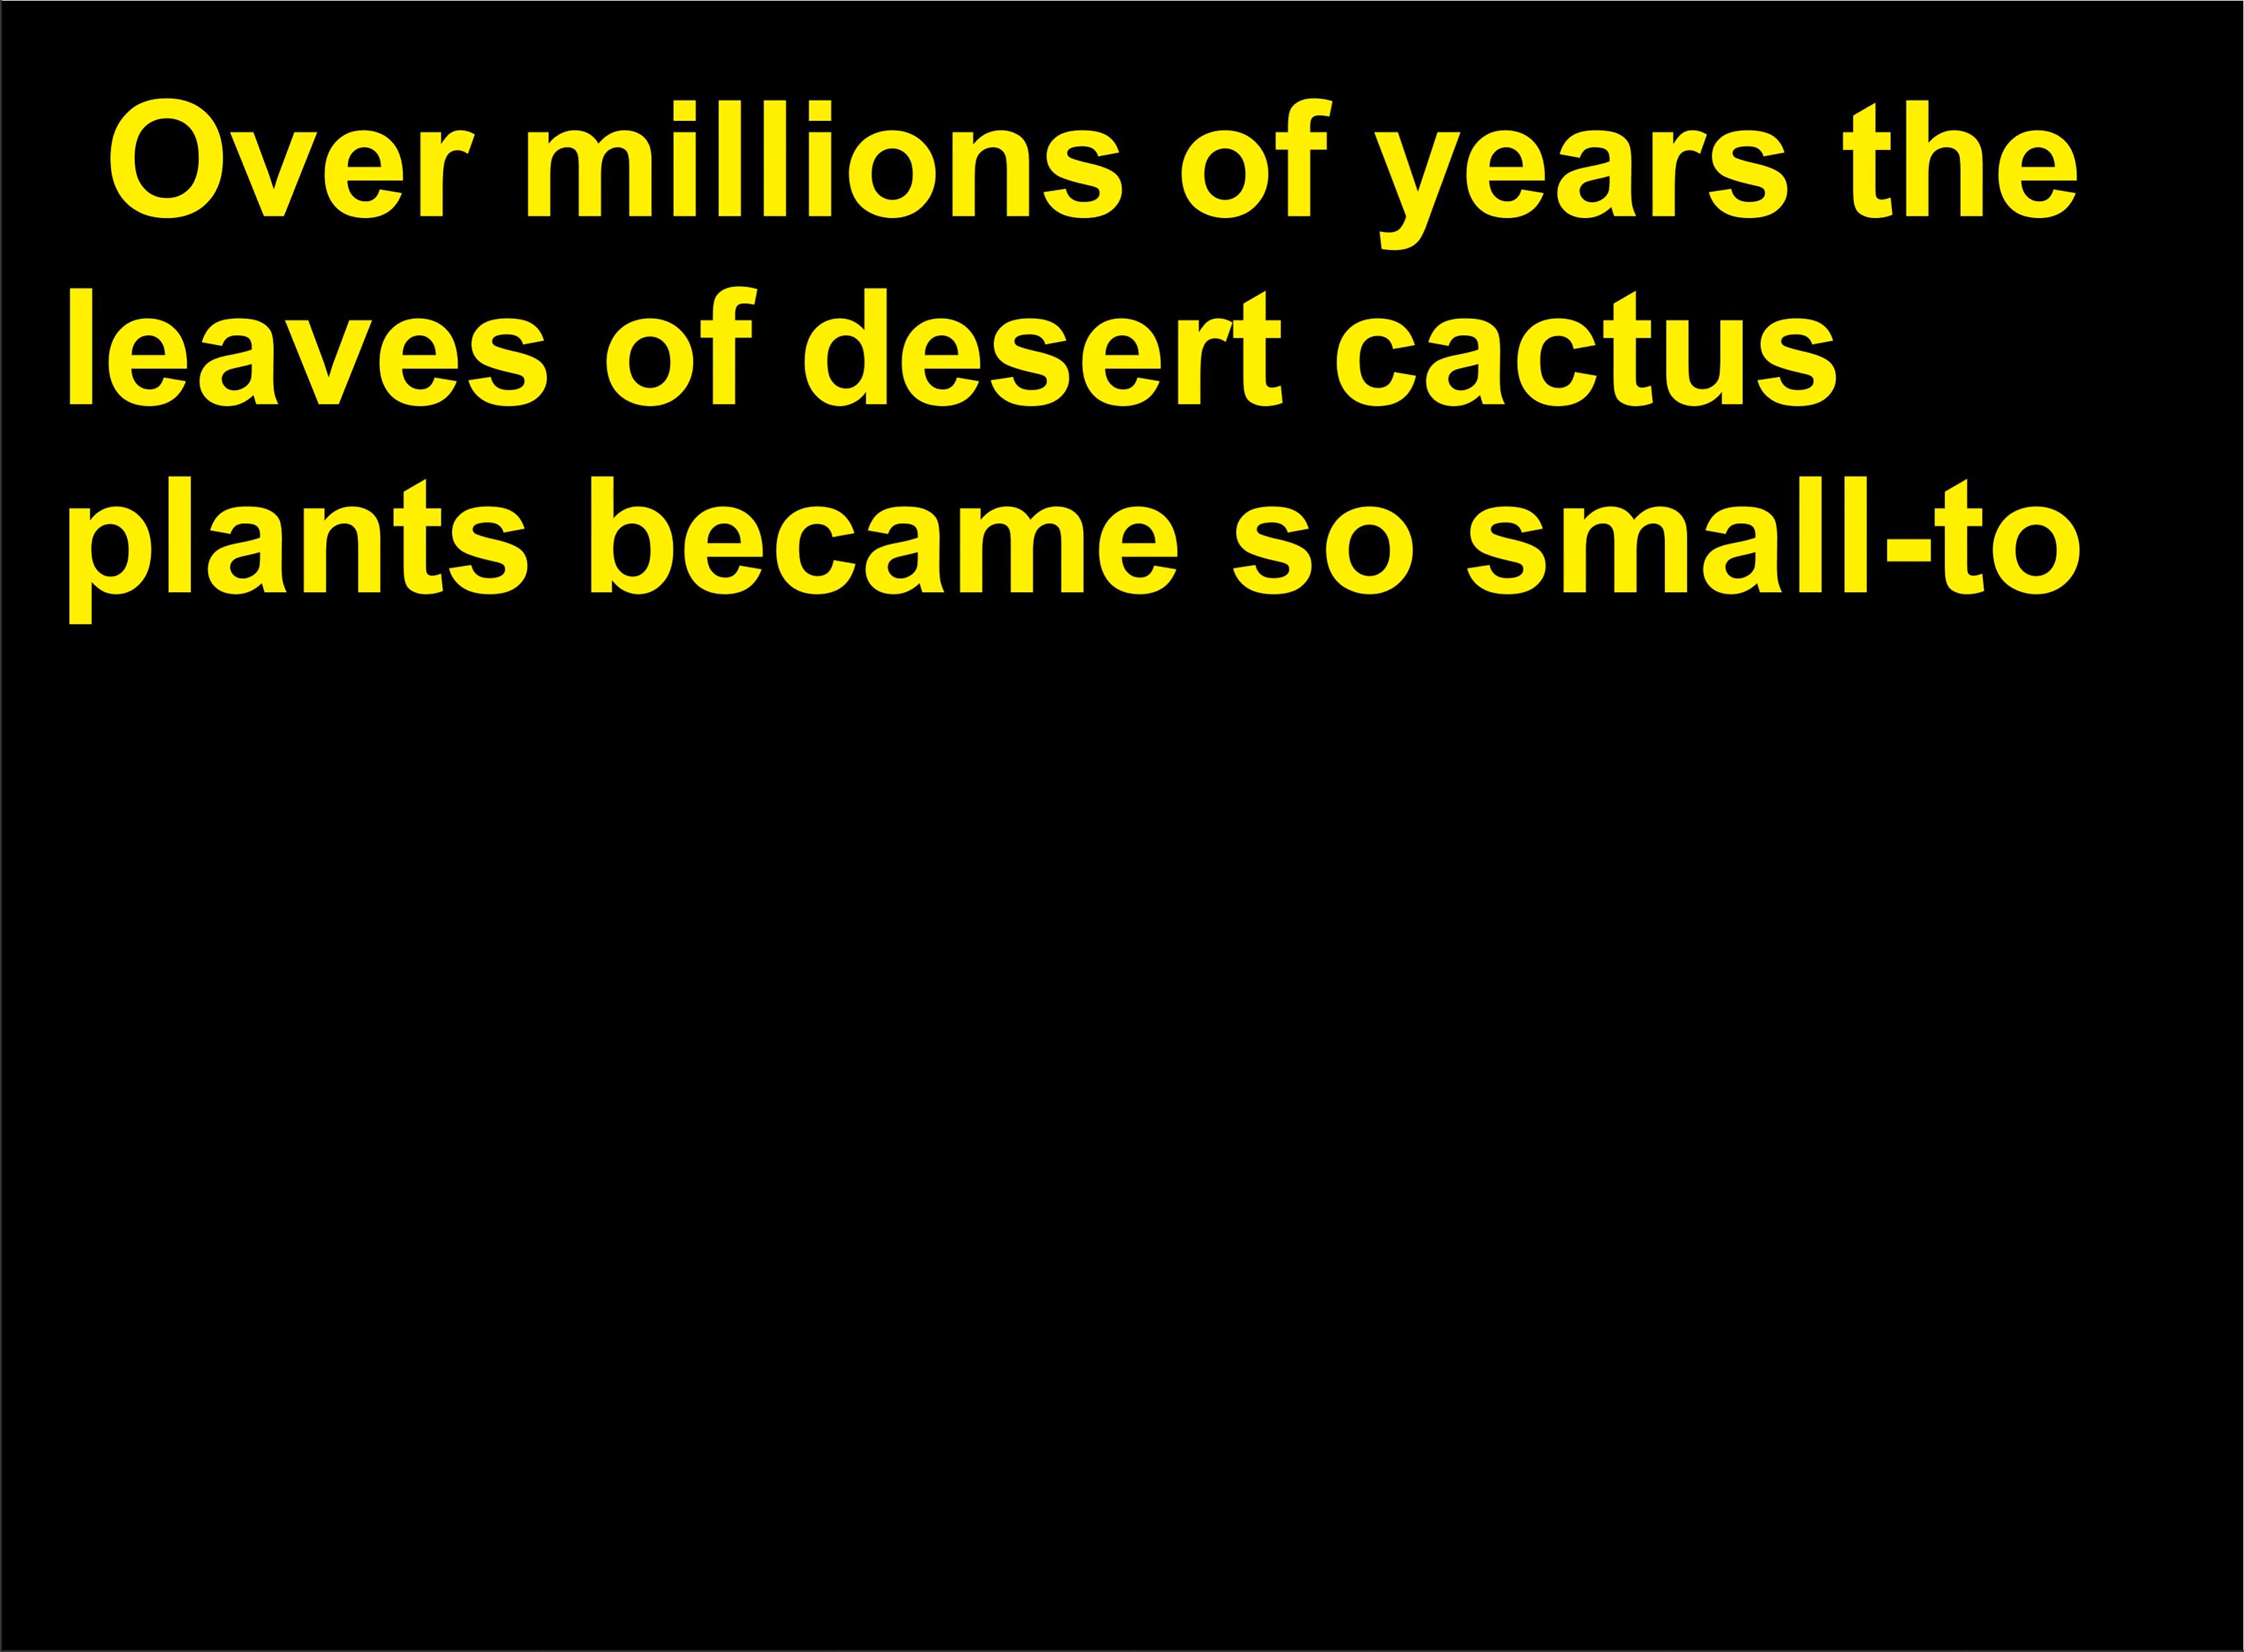 Over millions of years the
leaves of desert cactus
plants became so small-to